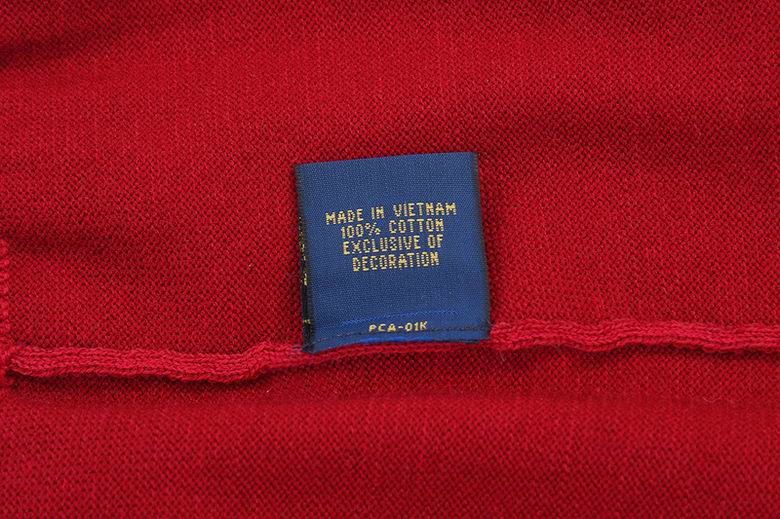 MADE IN VIETNAM
100% COTTON
EXCLUSIVE OF
DECORATION
PCA-01K